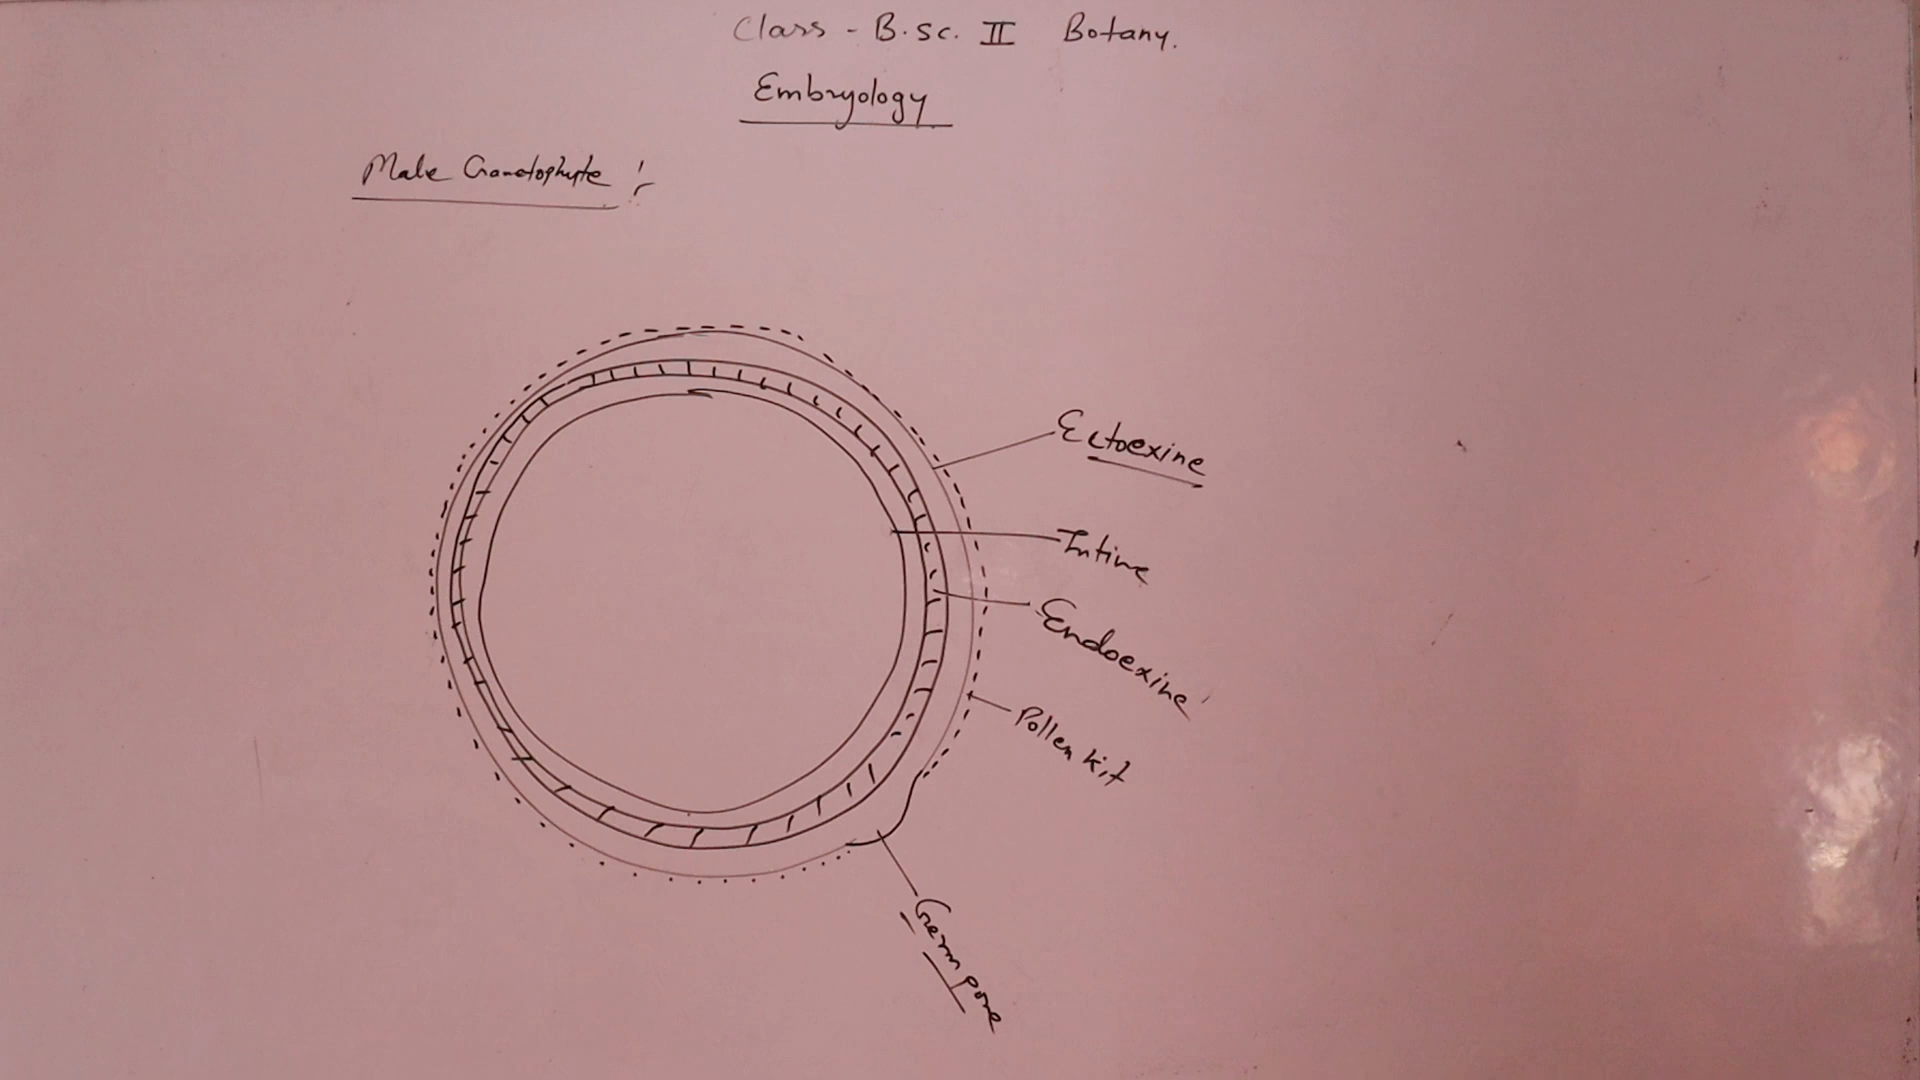 Class - B.Sc. II Botany.
Embryology
Male Gametophyte :-
Ectoexine
Intine
Endoexine
Pollen kit
Germ pore